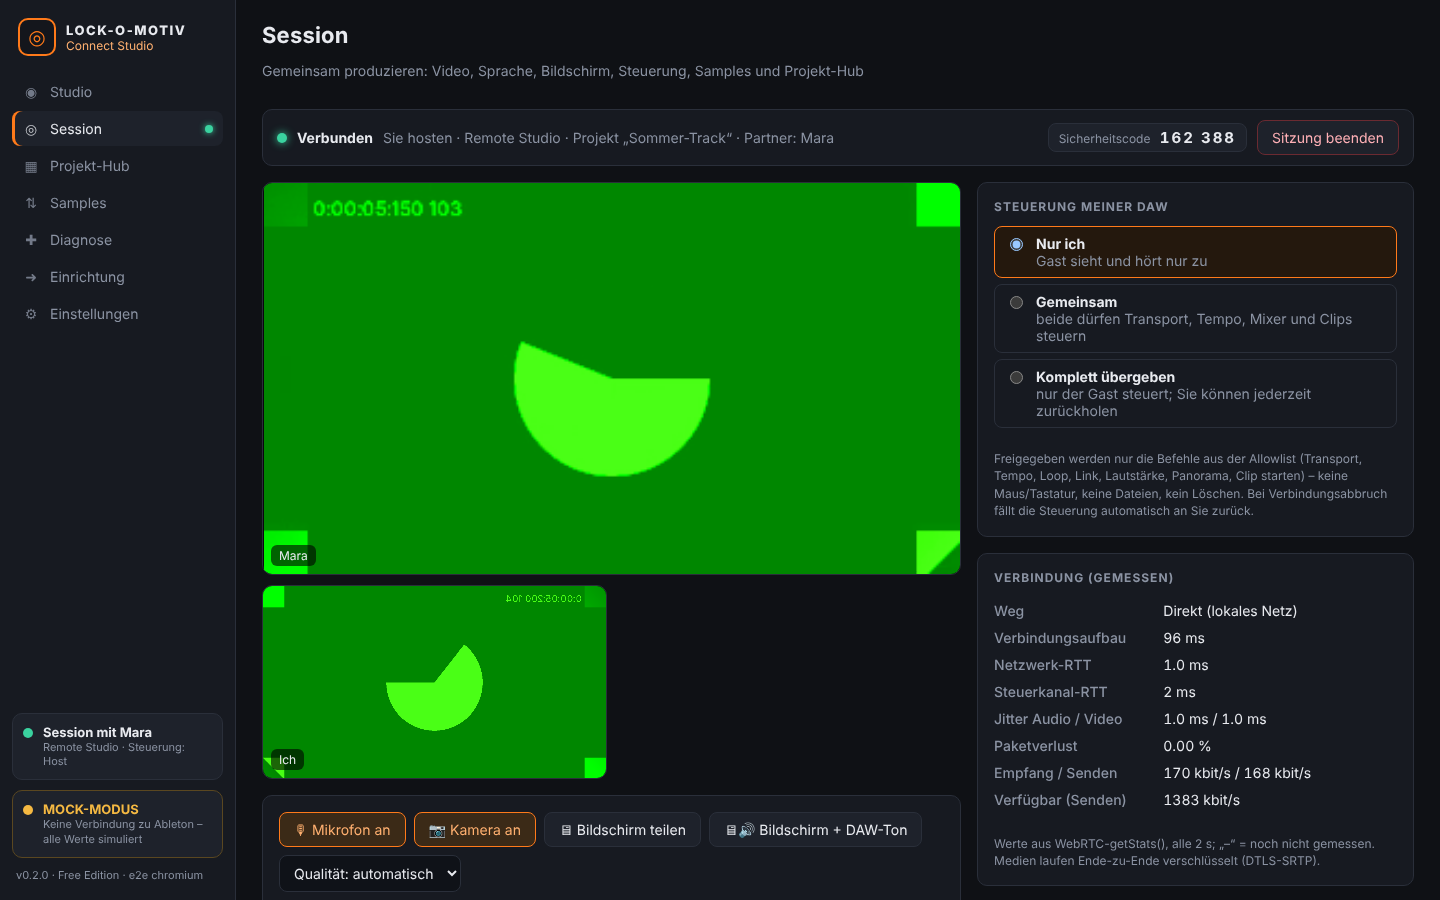 LOCK-O-MOTIV
Connect Studio
Studio
Session
Projekt-Hub
Samples
Diagnose
Einrichtung
Einstellungen
Session mit Mara
Remote Studio · Steuerung:
Host
MOCK-MODUS
Keine Verbindung zu Ableton –
alle Werte simuliert
v0.2.0 · Free Edition · e2e chromium
Session
Gemeinsam produzieren: Video, Sprache, Bildschirm, Steuerung, Samples und Projekt-Hub
Verbunden Sie hosten · Remote Studio · Projekt „Sommer-Track“ · Partner: Mara
Sicherheitscode 162 388
Sitzung beenden
0:00:05:150 103
Mara
0:00:05:200 104
Ich
Mikrofon an
Kamera an
Bildschirm teilen
Bildschirm + DAW-Ton
Qualität: automatisch
STEUERUNG MEINER DAW
Nur ich
Gast sieht und hört nur zu
Gemeinsam
beide dürfen Transport, Tempo, Mixer und Clips
steuern
Komplett übergeben
nur der Gast steuert; Sie können jederzeit
zurückholen
Freigegeben werden nur die Befehle aus der Allowlist (Transport,
Tempo, Loop, Link, Lautstärke, Panorama, Clip starten) – keine
Maus/Tastatur, keine Dateien, kein Löschen. Bei Verbindungsabbruch
fällt die Steuerung automatisch an Sie zurück.
VERBINDUNG (GEMESSEN)
Weg Direkt (lokales Netz)
Verbindungsaufbau 96 ms
Netzwerk-RTT 1.0 ms
Steuerkanal-RTT 2 ms
Jitter Audio / Video 1.0 ms / 1.0 ms
Paketverlust 0.00 %
Empfang / Senden 170 kbit/s / 168 kbit/s
Verfügbar (Senden) 1383 kbit/s
Werte aus WebRTC-getStats(), alle 2 s; „–“ = noch nicht gemessen.
Medien laufen Ende-zu-Ende verschlüsselt (DTLS-SRTP).